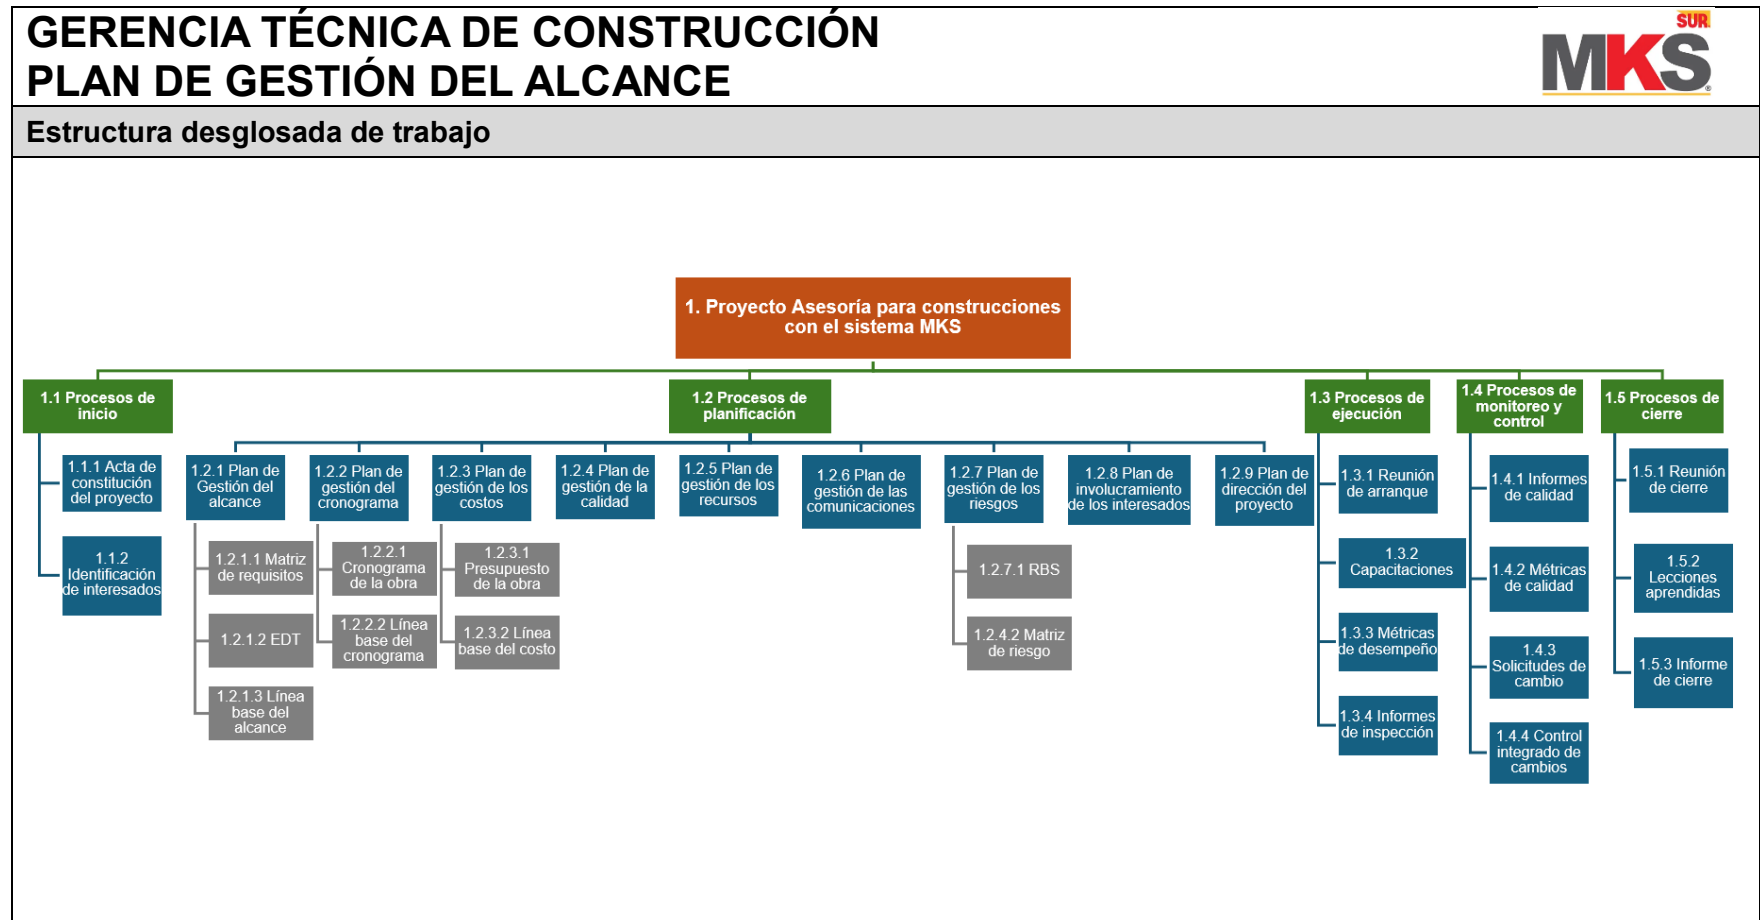 GERENCIA TÉCNICA DE CONSTRUCCIÓN
PLAN DE GESTIÓN DEL ALCANCE
SUR
MKS
Estructura desglosada de trabajo
1. Proyecto Asesoría para construcciones
con el sistema MKS
1.1 Procesos de
inicio
1.1.1 Acta de
constitución
del proyecto
1.1.2
Identificación
de interesados
1.2 Procesos de
planificación
1.2.1 Plan de
Gestión del
alcance
1.2.1.1 Matriz
de requisitos
1.2.1.2 EDT
1.2.1.3 Línea
base del
alcance
1.2.2 Plan de
gestión del
cronograma
1.2.2.1
Cronograma
de la obra
1.2.2.2 Línea
base del
cronograma
1.2.3 Plan de
gestión de los
costos
1.2.3.1
Presupuesto
de la obra
1.2.3.2 Línea
base del costo
1.2.4 Plan de
gestión de la
calidad
1.2.5 Plan de
gestión de los
recursos
1.2.6 Plan de
gestión de las
comunicaciones
1.2.7 Plan de
gestión de los
riesgos
1.2.7.1 RBS
1.2.4.2 Matriz
de riesgo
1.2.8 Plan de
involucramiento
de los interesados
1.2.9 Plan de
dirección del
proyecto
1.3 Procesos de
ejecución
1.3.1 Reunión
de arranque
1.3.2
Capacitaciones
1.3.3 Métricas
de desempeño
1.3.4 Informes
de inspección
1.4 Procesos de
monitoreo y
control
1.4.1 Informes
de calidad
1.4.2 Métricas
de calidad
1.4.3
Solicitudes de
cambio
1.4.4 Control
integrado de
cambios
1.5 Procesos de
cierre
1.5.1 Reunión
de cierre
1.5.2
Lecciones
aprendidas
1.5.3 Informe
de cierre